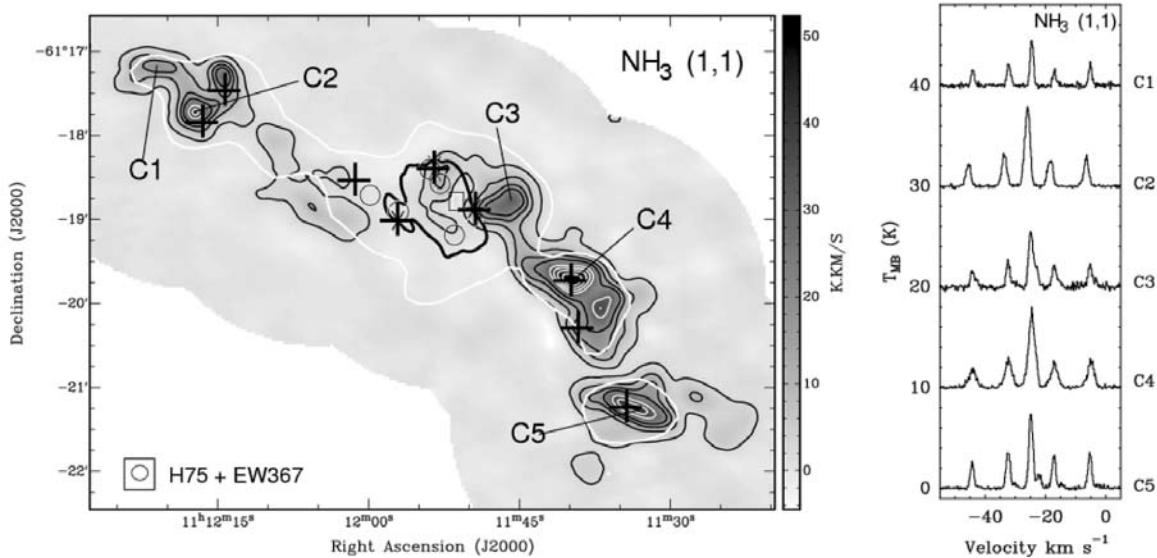 NH₃ (1,1)
C1
C2
C3
C4
C5
H75 + EW367
-61°17′
-18′
-19′
-20′
-21′
-22′
Declination (J2000)
11ʰ12ᵐ15ˢ
12ᵐ00ˢ
11ᵐ45ˢ
11ᵐ30ˢ
Right Ascension (J2000)
50
40
30
20
10
0
K.KM/S
NH₃ (1,1)
40
30
20
10
0
T_MB (K)
C1
C2
C3
C4
C5
−40
−20
0
Velocity km s⁻¹